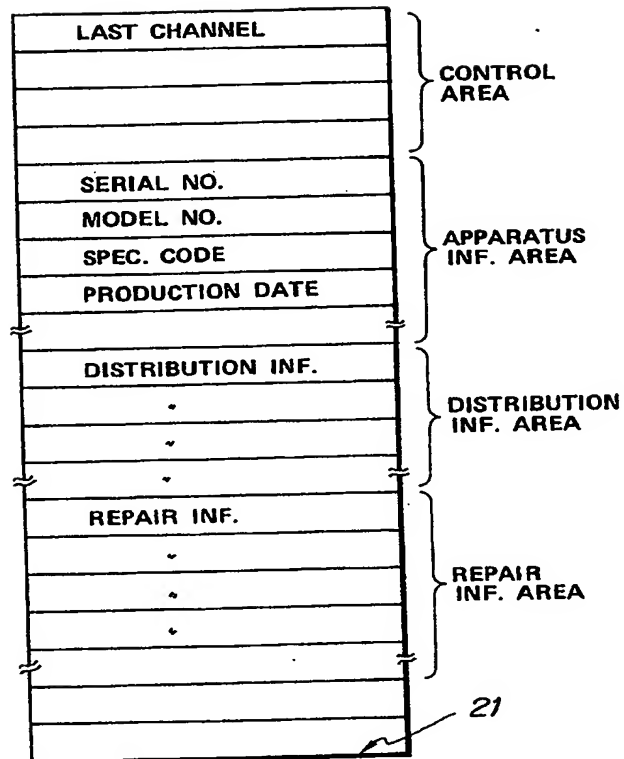 LAST CHANNEL
CONTROL
AREA
SERIAL NO.
MODEL NO.
SPEC. CODE
PRODUCTION DATE
APPARATUS
INF. AREA
DISTRIBUTION INF.
"
"
"
DISTRIBUTION
INF. AREA
REPAIR INF.
"
"
"
REPAIR
INF. AREA
21